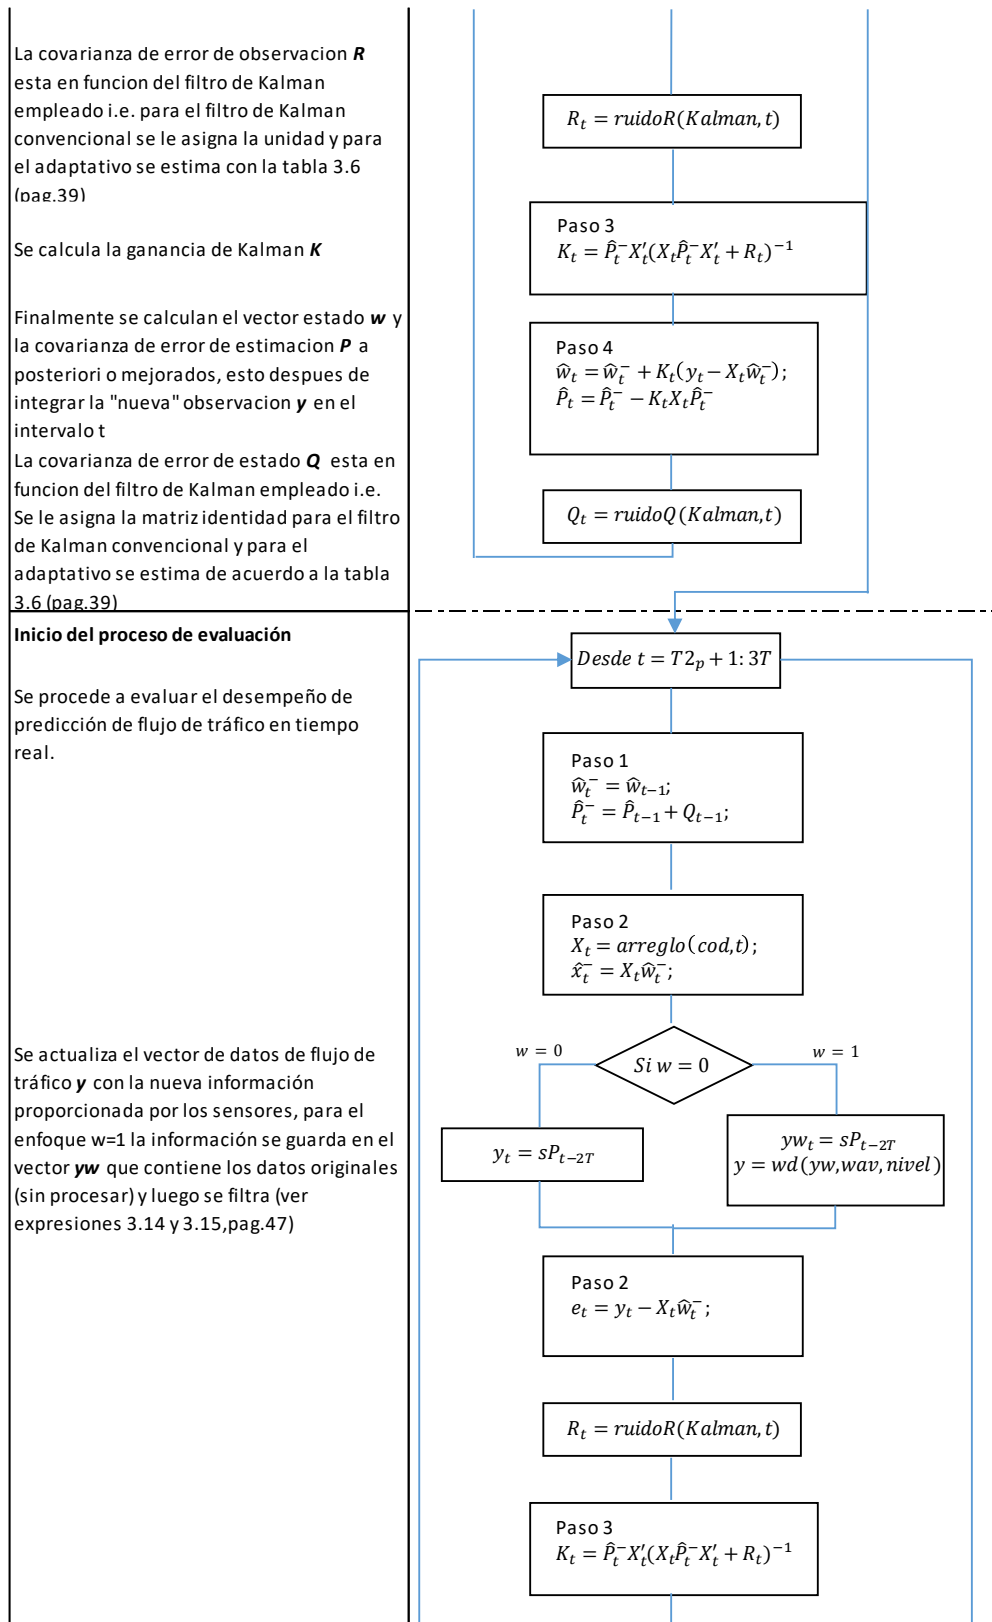 La covarianza de error de observacion R
esta en funcion del filtro de Kalman
empleado i.e. para el filtro de Kalman
convencional se le asigna la unidad y para
el adaptativo se estima con la tabla 3.6
(pag.39)
R_t = ruidoR(Kalman, t)
Se calcula la ganancia de Kalman K
Paso 3
K_t = P̂_t^- X_t′(X_t P̂_t^- X_t′ + R_t)^{-1}
Finalmente se calculan el vector estado w y
la covarianza de error de estimacion P a
posteriori o mejorados, esto despues de
integrar la "nueva" observacion y en el
intervalo t
Paso 4
ŵ_t = ŵ_t^- + K_t(y_t − X_t ŵ_t^-);
P̂_t = P̂_t^- − K_t X_t P̂_t^-
La covarianza de error de estado Q esta en
funcion del filtro de Kalman empleado i.e.
Se le asigna la matriz identidad para el filtro
de Kalman convencional y para el
adaptativo se estima de acuerdo a la tabla
3.6 (pag.39)
Q_t = ruidoQ(Kalman,t)
Inicio del proceso de evaluación
Desde t = T2_p + 1: 3T
Se procede a evaluar el desempeño de
predicción de flujo de tráfico en tiempo
real.
Paso 1
ŵ_t^- = ŵ_{t−1};
P̂_t^- = P̂_{t−1} + Q_{t−1};
Paso 2
X_t = arreglo(cod,t);
x̂_t^- = X_t ŵ_t^-;
Se actualiza el vector de datos de flujo de
tráfico y con la nueva información
proporcionada por los sensores, para el
enfoque w=1 la información se guarda en el
vector yw que contiene los datos originales
(sin procesar) y luego se filtra (ver
expresiones 3.14 y 3.15,pag.47)
w = 0
Si w = 0
w = 1
y_t = sP_{t−2T}
yw_t = sP_{t−2T}
y = wd(yw,wav,nivel)
Paso 2
e_t = y_t − X_t ŵ_t^-;
R_t = ruidoR(Kalman, t)
Paso 3
K_t = P̂_t^- X_t′(X_t P̂_t^- X_t′ + R_t)^{-1}